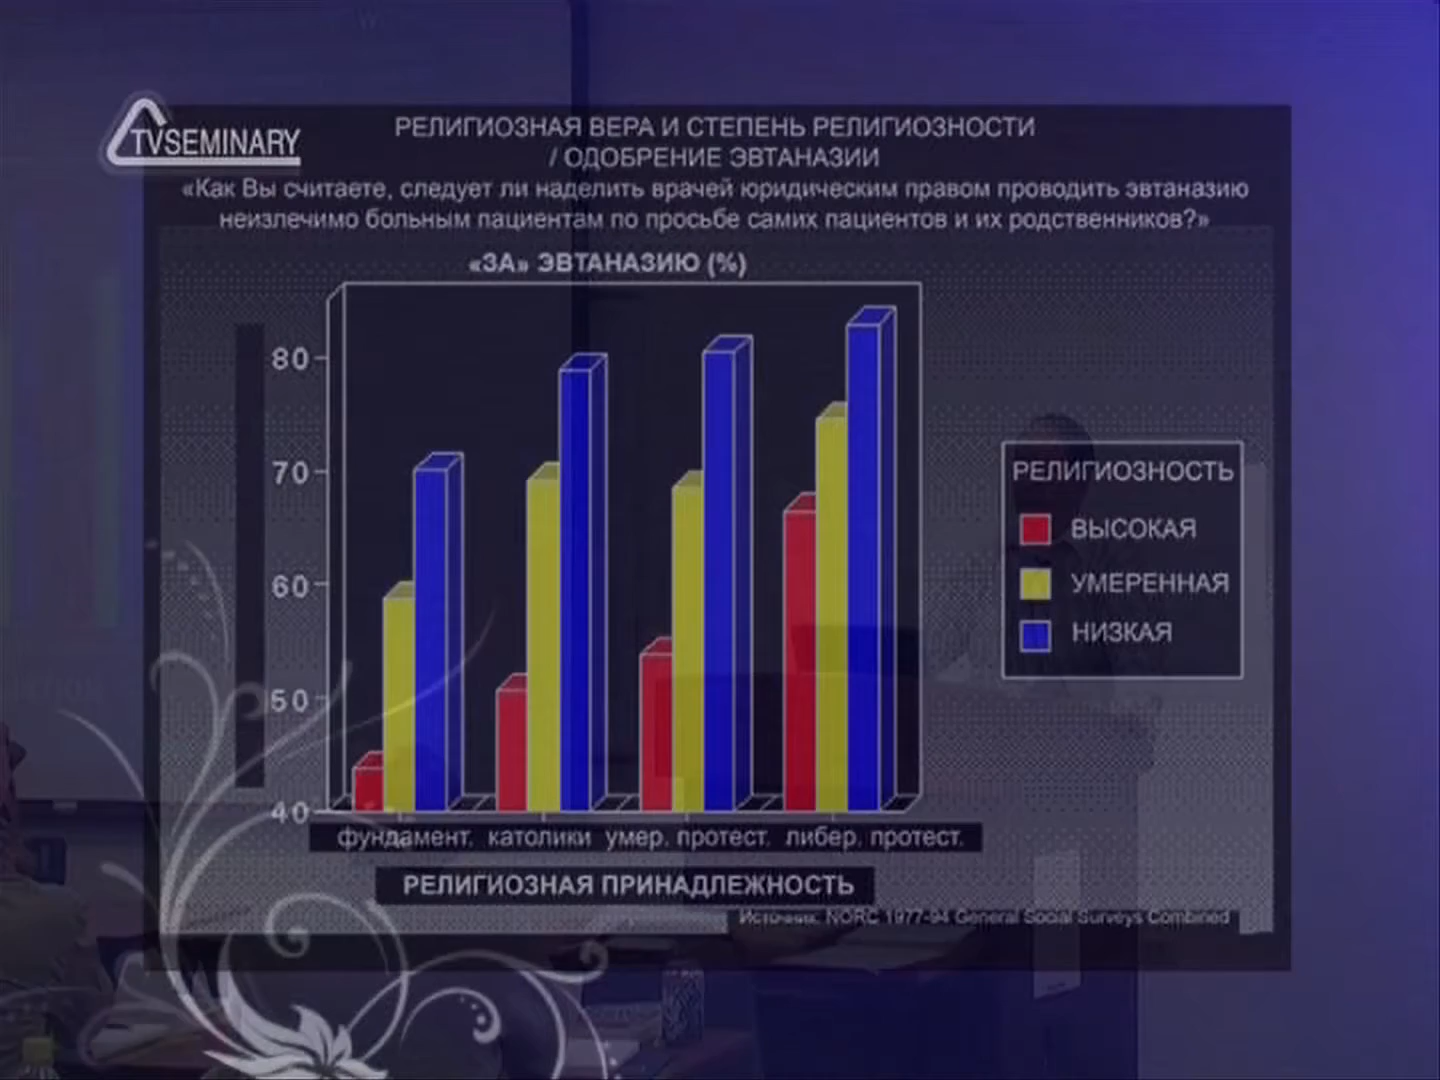 TVSEMINARY
РЕЛИГИОЗНАЯ ВЕРА И СТЕПЕНЬ РЕЛИГИОЗНОСТИ
/ ОДОБРЕНИЕ ЭВТАНАЗИИ
«Как Вы считаете, следует ли наделить врачей юридическим правом проводить эвтаназию
неизлечимо больным пациентам по просьбе самих пациентов и их родственников?»
«ЗА» ЭВТАНАЗИЮ (%)
80
70
60
50
40
фундамент. католики умер. протест. либер. протест.
РЕЛИГИОЗНАЯ ПРИНАДЛЕЖНОСТЬ
РЕЛИГИОЗНОСТЬ
ВЫСОКАЯ
УМЕРЕННАЯ
НИЗКАЯ
Источник: NORC 1977-94 General Social Surveys Combined